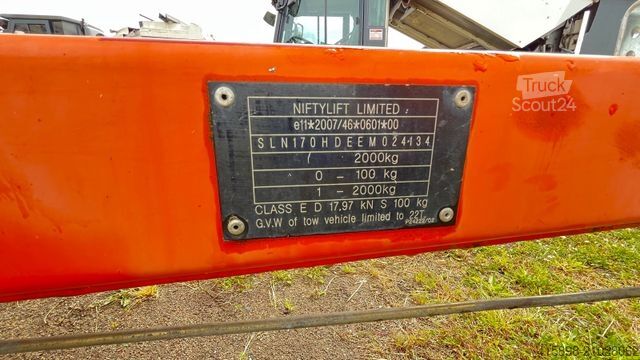 Truck
Scout24
NIFTYLIFT LIMITED
e11*2007/46*0601*00
SLN170HDEEM024134
/ 2000kg
0 - 100 kg
1 - 2000kg
CLASS E D 17,97 kN S 100 kg
G.V.W of tow vehicle limited to 22T